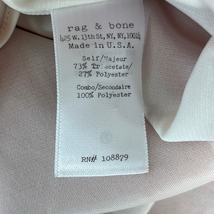 rag & bone
425 W. 13th St, NY, NY, 10014
Made in U.S.A.
Self/Majeur
73% Triacetate/
27% Polyester
Combo/Secondaire
100% Polyester
RN# 108879